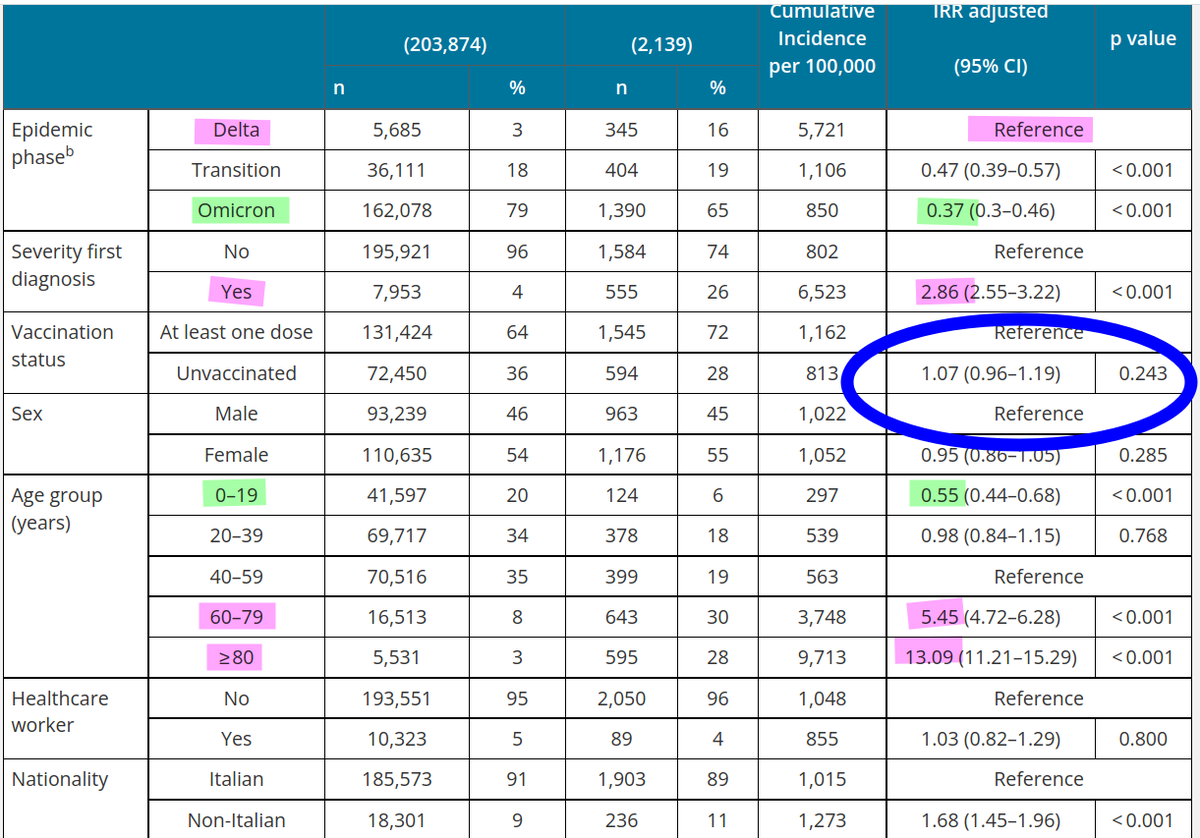 Cumulative Incidence per 100,000 IRR adjusted (95% CI) p value
(203,874) (2,139)
n % n %
Epidemic phaseb Delta 5,685 3 345 16 5,721 Reference
Transition 36,111 18 404 19 1,106 0.47 (0.39–0.57) <0.001
Omicron 162,078 79 1,390 65 850 0.37 (0.3–0.46) <0.001
Severity first diagnosis No 195,921 96 1,584 74 802 Reference
Yes 7,953 4 555 26 6,523 2.86 (2.55–3.22) <0.001
Vaccination status At least one dose 131,424 64 1,545 72 1,162 Reference
Unvaccinated 72,450 36 594 28 813 1.07 (0.96–1.19) 0.243
Sex Male 93,239 46 963 45 1,022 Reference
Female 110,635 54 1,176 55 1,052 0.95 (0.86–1.05) 0.285
Age group (years) 0–19 41,597 20 124 6 297 0.55 (0.44–0.68) <0.001
20–39 69,717 34 378 18 539 0.98 (0.84–1.15) 0.768
40–59 70,516 35 399 19 563 Reference
60–79 16,513 8 643 30 3,748 5.45 (4.72–6.28) <0.001
≥80 5,531 3 595 28 9,713 13.09 (11.21–15.29) <0.001
Healthcare worker No 193,551 95 2,050 96 1,048 Reference
Yes 10,323 5 89 4 855 1.03 (0.82–1.29) 0.800
Nationality Italian 185,573 91 1,903 89 1,015 Reference
Non-Italian 18,301 9 236 11 1,273 1.68 (1.45–1.96) <0.001